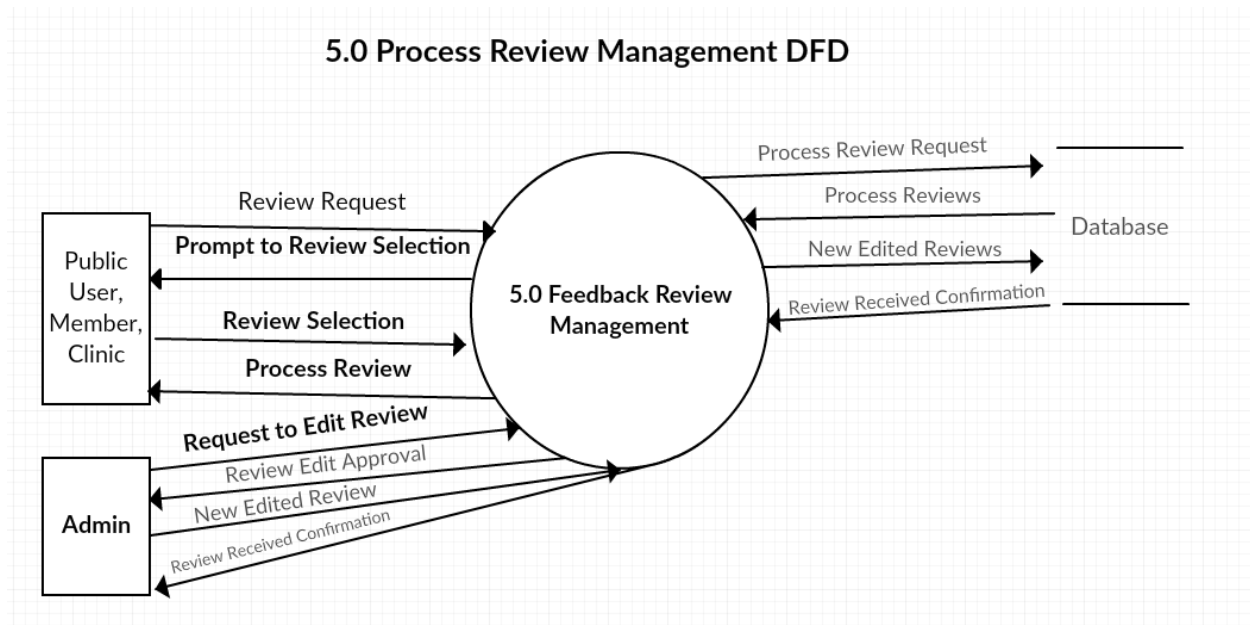 5.0 Process Review Management DFD
Process Review Request
Process Reviews
Review Request
Database
Prompt to Review Selection
New Edited Reviews
Public
User,
Member,
Clinic
5.0 Feedback Review
Management
Review Received Confirmation
Review Selection
Process Review
Request to Edit Review
Review Edit Approval
New Edited Review
Admin
Review Received Confirmation